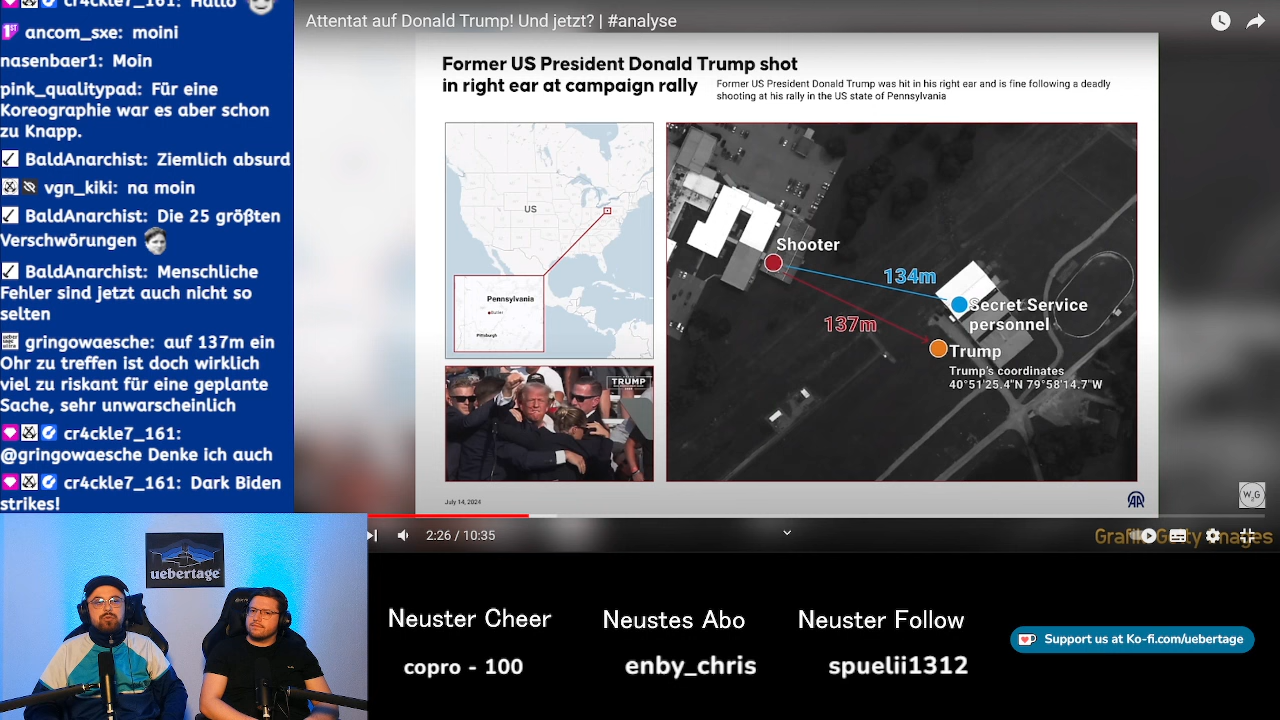 cr4ckle7_161: Hallo
ancom_sxe: moini
nasenbaer1: Moin
pink_qualitypad: Für eine
Koreographie war es aber schon
zu Knapp.
BaldAnarchist: Ziemlich absurd
vgn_kiki: na moin
BaldAnarchist: Die 25 größten
Verschwörungen
BaldAnarchist: Menschliche
Fehler sind jetzt auch nicht so
selten
gringowaesche: auf 137m ein
Ohr zu treffen ist doch wirklich
viel zu riskant für eine geplante
Sache, sehr unwarscheinlich
cr4ckle7_161:
@gringowaesche Denke ich auch
cr4ckle7_161: Dark Biden
strikes!
Attentat auf Donald Trump! Und jetzt? | #analyse
Former US President Donald Trump shot
in right ear at campaign rally
Former US President Donald Trump was hit in his right ear and is fine following a deadly
shooting at his rally in the US state of Pennsylvania
US
Pennsylvania
Butler
Pittsburgh
TRUMP
Shooter
134m
137m
Secret Service
personnel
Trump
Trump's coordinates
40°51'25.4"N 79°58'14.7"W
July 14, 2024
AA
W2G
2:26 / 10:35
uebertage
Neuster Cheer
copro - 100
Neustes Abo
enby_chris
Neuster Follow
spuelii1312
Support us at Ko-fi.com/uebertage